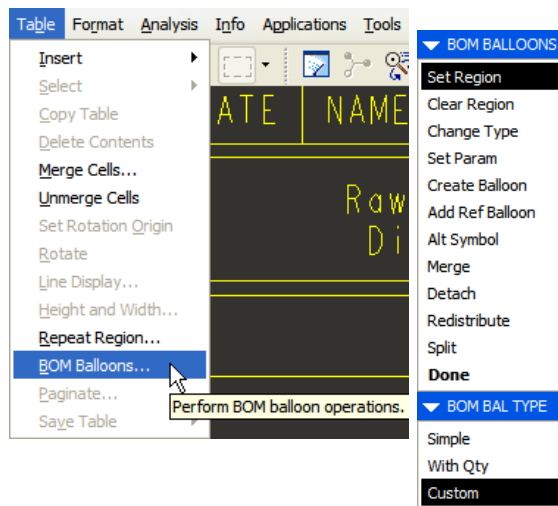 Table Format Analysis Info Applications Tools
Insert
Select
Copy Table
Delete Contents
Merge Cells...
Unmerge Cells
Set Rotation Origin
Rotate
Line Display...
Height and Width...
Repeat Region...
BOM Balloons...
Paginate...
Save Table
Perform BOM balloon operations.
ATE NAME
Raw
Di
BOM BALLOONS
Set Region
Clear Region
Change Type
Set Param
Create Balloon
Add Ref Balloon
Alt Symbol
Merge
Detach
Redistribute
Split
Done
BOM BAL TYPE
Simple
With Qty
Custom